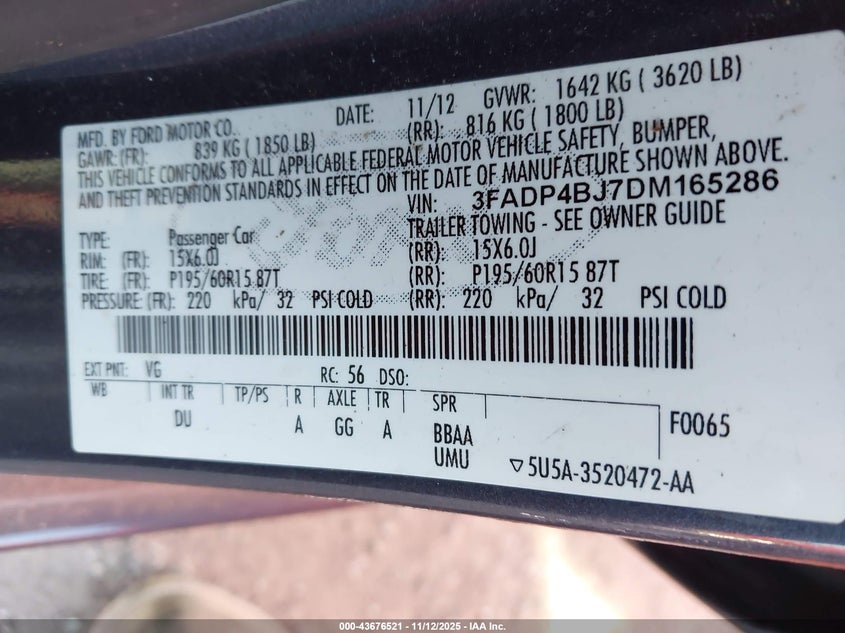 MFD. BY FORD MOTOR CO. DATE: 11/12 GVWR: 1642 KG ( 3620 LB)
GAWR: (FR): 839 KG ( 1850 LB) (RR): 816 KG ( 1800 LB)
THIS VEHICLE CONFORMS TO ALL APPLICABLE FEDERAL MOTOR VEHICLE SAFETY, BUMPER,
AND THEFT PREVENTION STANDARDS IN EFFECT ON THE DATE OF MANUFACTURE SHOWN ABOVE.
VIN: 3FADP4BJ7DM165286
TYPE: Passenger Car TRAILER TOWING - SEE OWNER GUIDE
RIM: (FR): 15X6.0J (RR): 15X6.0J
TIRE: (FR): P195/60R15 87T (RR): P195/60R15 87T
PRESSURE: (FR): 220 kPa/ 32 PSI COLD (RR): 220 kPa/ 32 PSI COLD
EXT PNT: VG RC: 56 DSO:
WB INT TR TP/PS R AXLE TR SPR
DU A GG A BBAA F0065
UMU ▽5U5A-3520472-AA
000-43676521 - 11/12/2025 - IAA Inc.